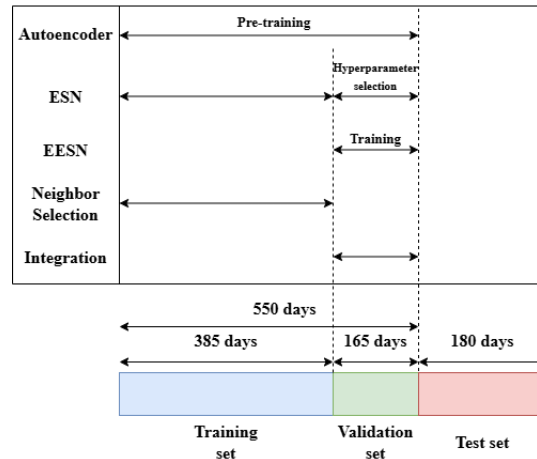 Autoencoder
Pre-training
Hyperparameter
selection
ESN
EESN
Training
Neighbor
Selection
Integration
550 days
385 days
165 days
180 days
Training
set
Validation
set
Test set